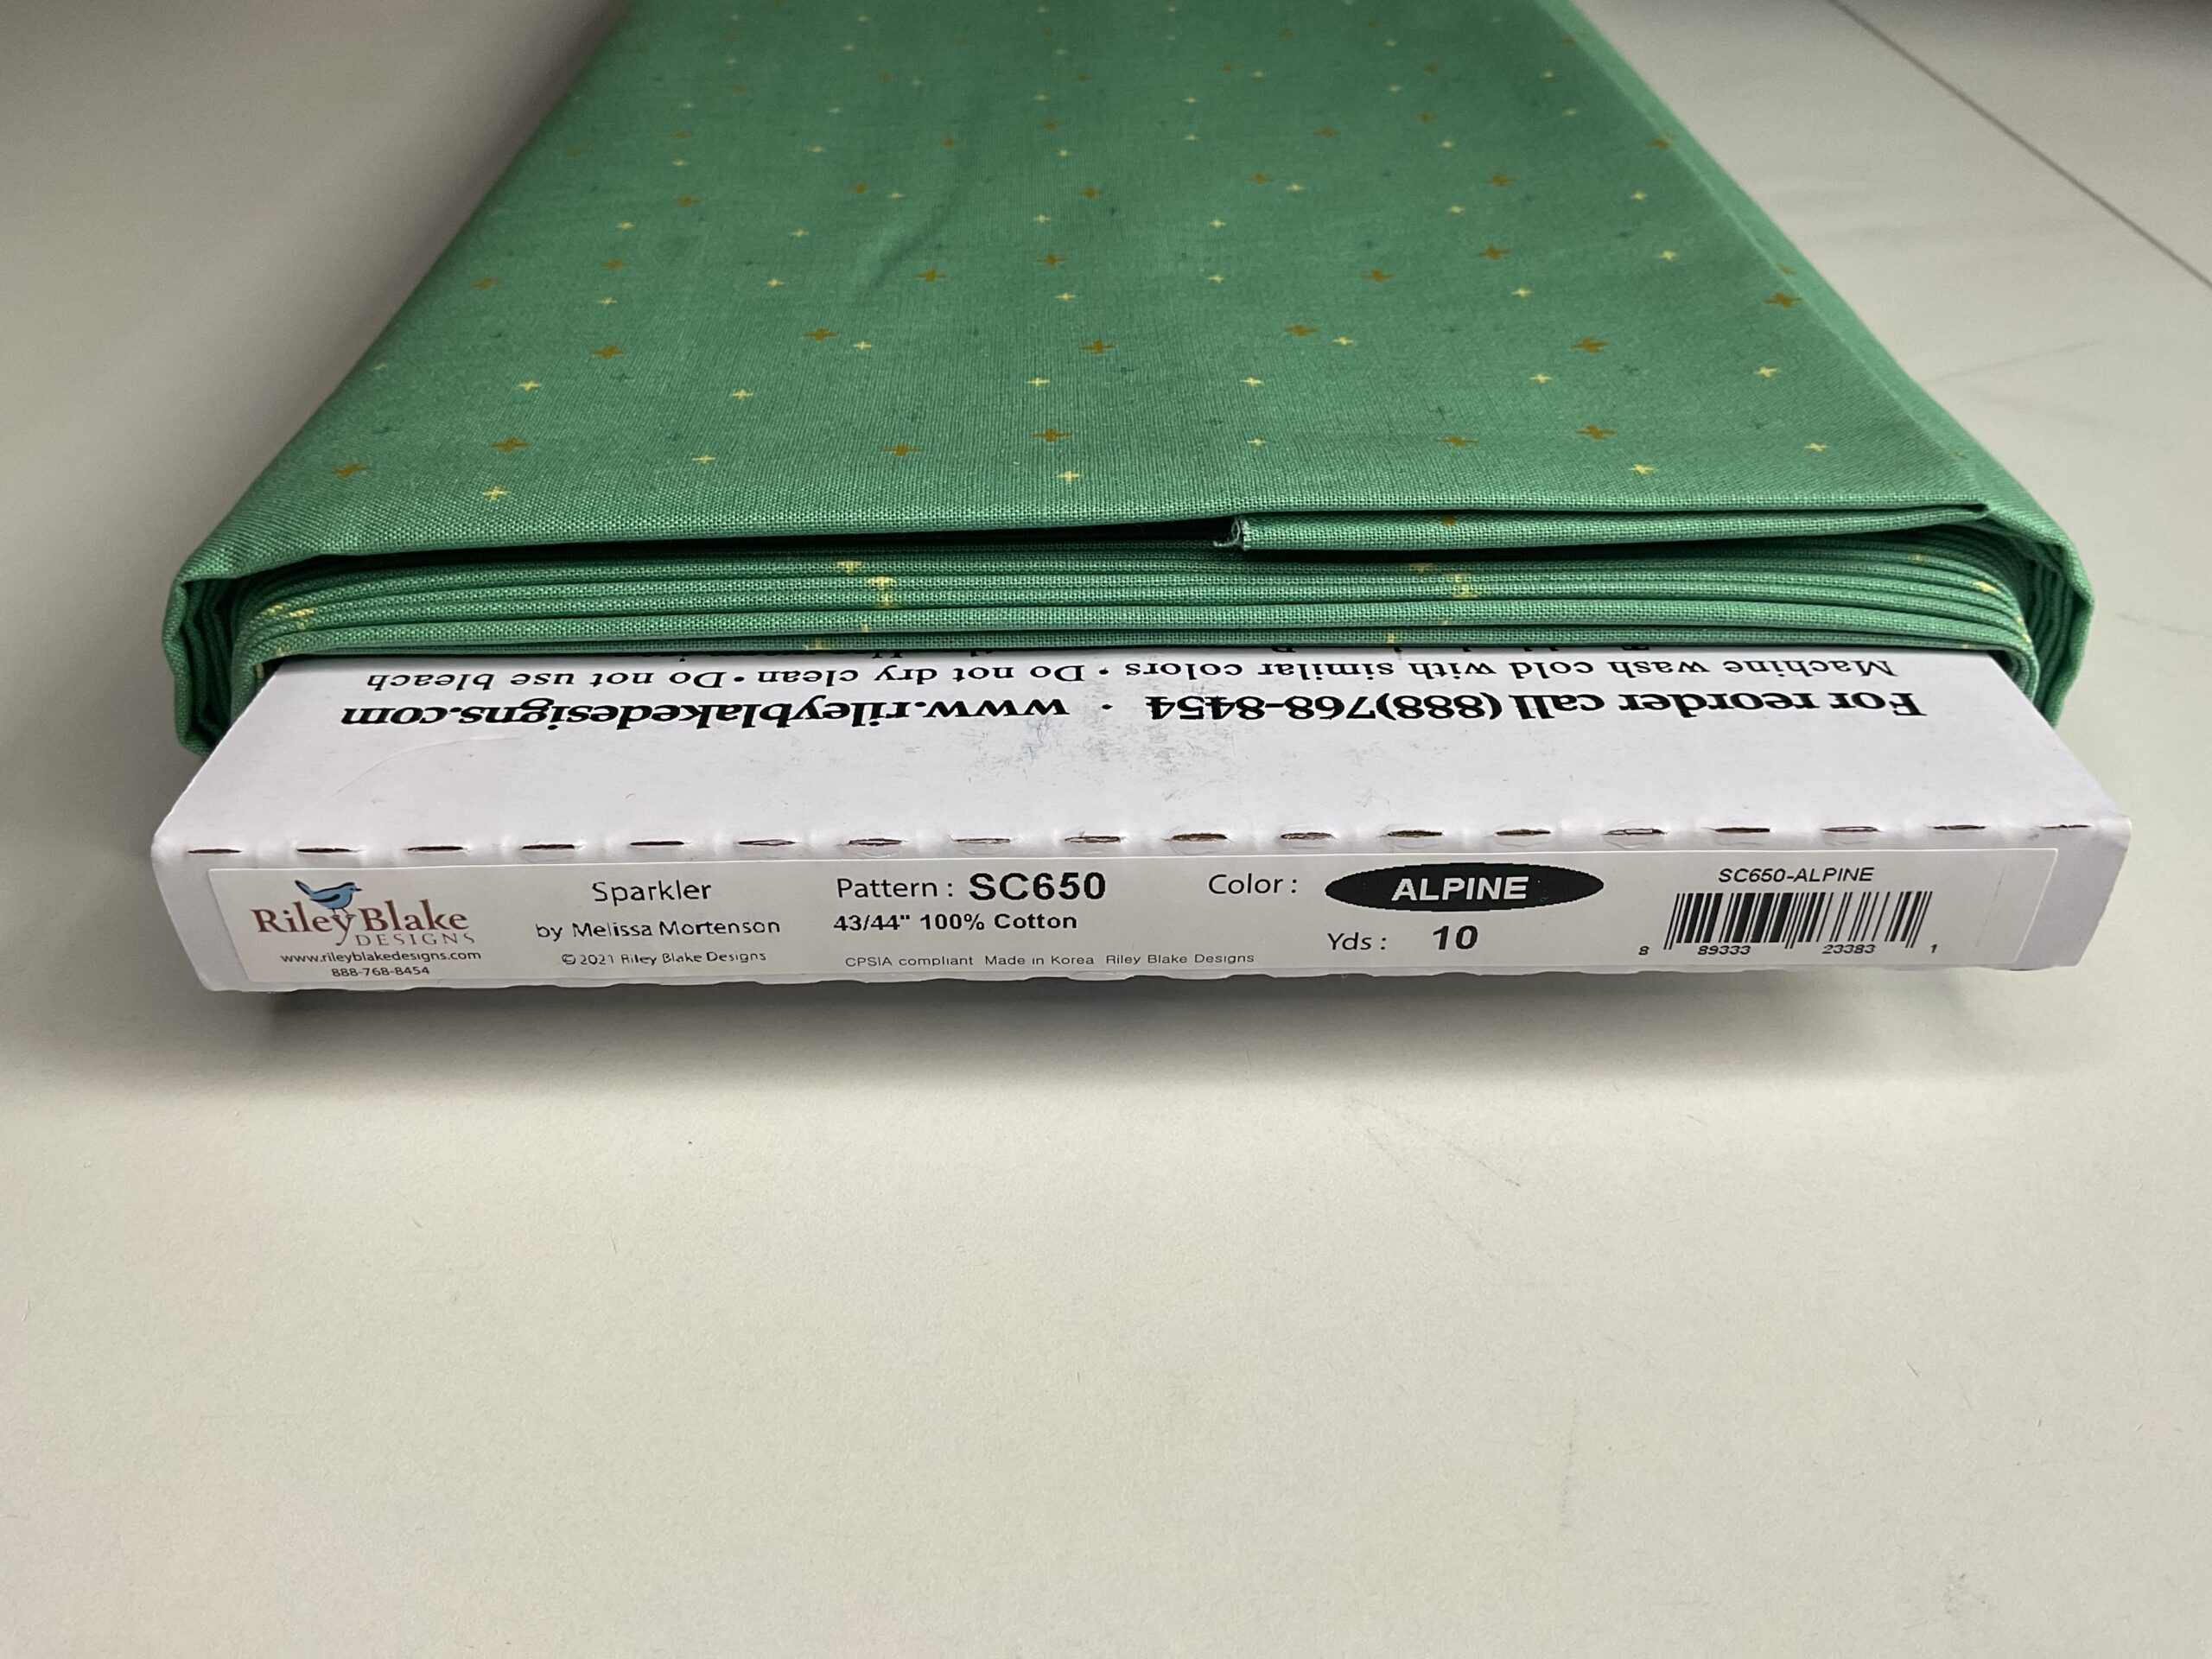 Machine wash cold with similar colors • Do not dry clean • Do not use bleach
For reorder call (888)768-8454 · www.rileyblakedesigns.com
Riley Blake
DESIGNS
www.rileyblakedesigns.com
888-768-8454
Sparkler
by Melissa Mortenson
©2021 Riley Blake Designs
Pattern : SC650
43/44" 100% Cotton
CPSIA compliant Made in Korea Riley Blake Designs
Color : ALPINE
Yds : 10
SC650-ALPINE
8 89333 23383 1